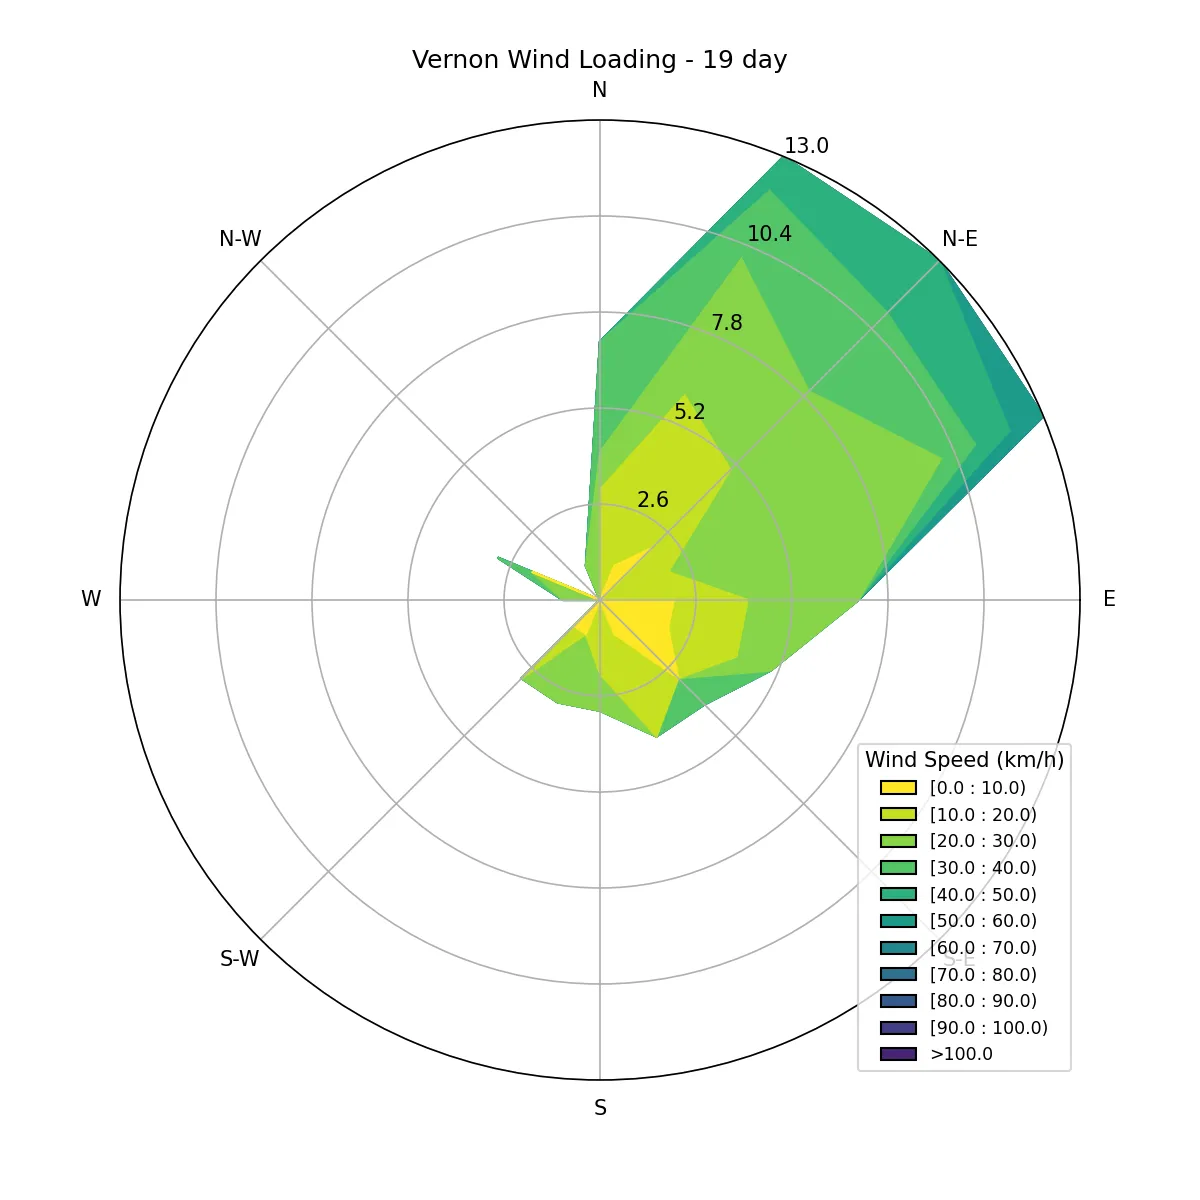 Vernon Wind Loading - 19 day
N
13.0
10.4
N-W
N-E
7.8
5.2
2.6
W
E
S-W
S-E
S
Wind Speed (km/h)
[0.0 : 10.0)
[10.0 : 20.0)
[20.0 : 30.0)
[30.0 : 40.0)
[40.0 : 50.0)
[50.0 : 60.0)
[60.0 : 70.0)
[70.0 : 80.0)
[80.0 : 90.0)
[90.0 : 100.0)
>100.0